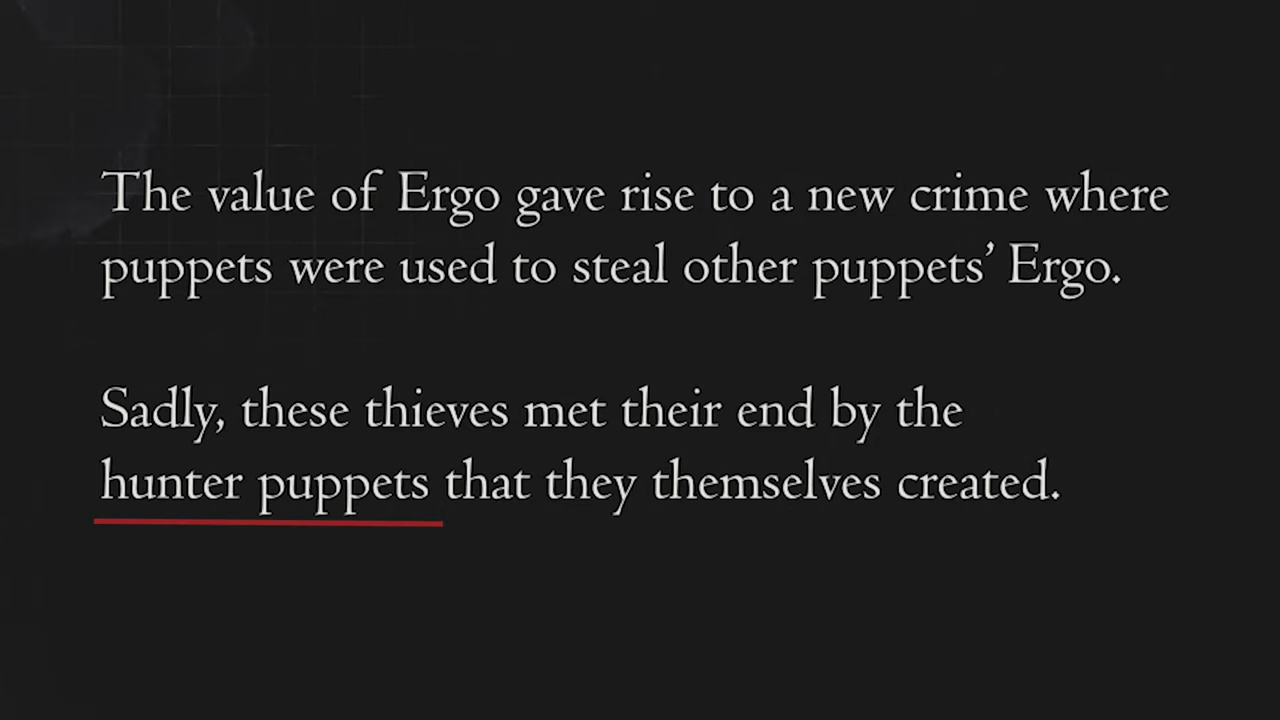 The value of Ergo gave rise to a new crime where
puppets were used to steal other puppets’ Ergo.
Sadly, these thieves met their end by the
hunter puppets that they themselves created.